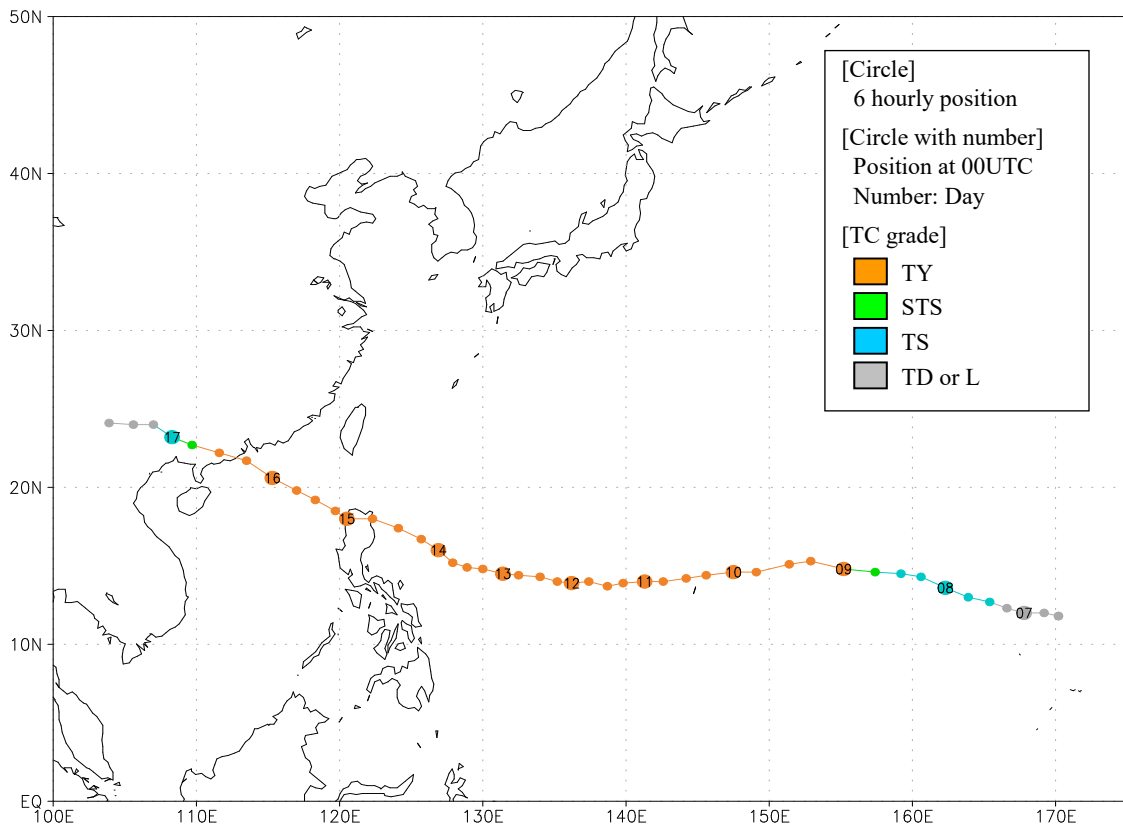 50N
[Circle]
6 hourly position
[Circle with number]
Position at 00UTC
Number: Day
[TC grade]
TY
STS
TS
TD or L
40N
30N
20N
10N
EQ
17
16
15
14
13
12
11
10
09
08
07
100E 110E 120E 130E 140E 150E 160E 170E